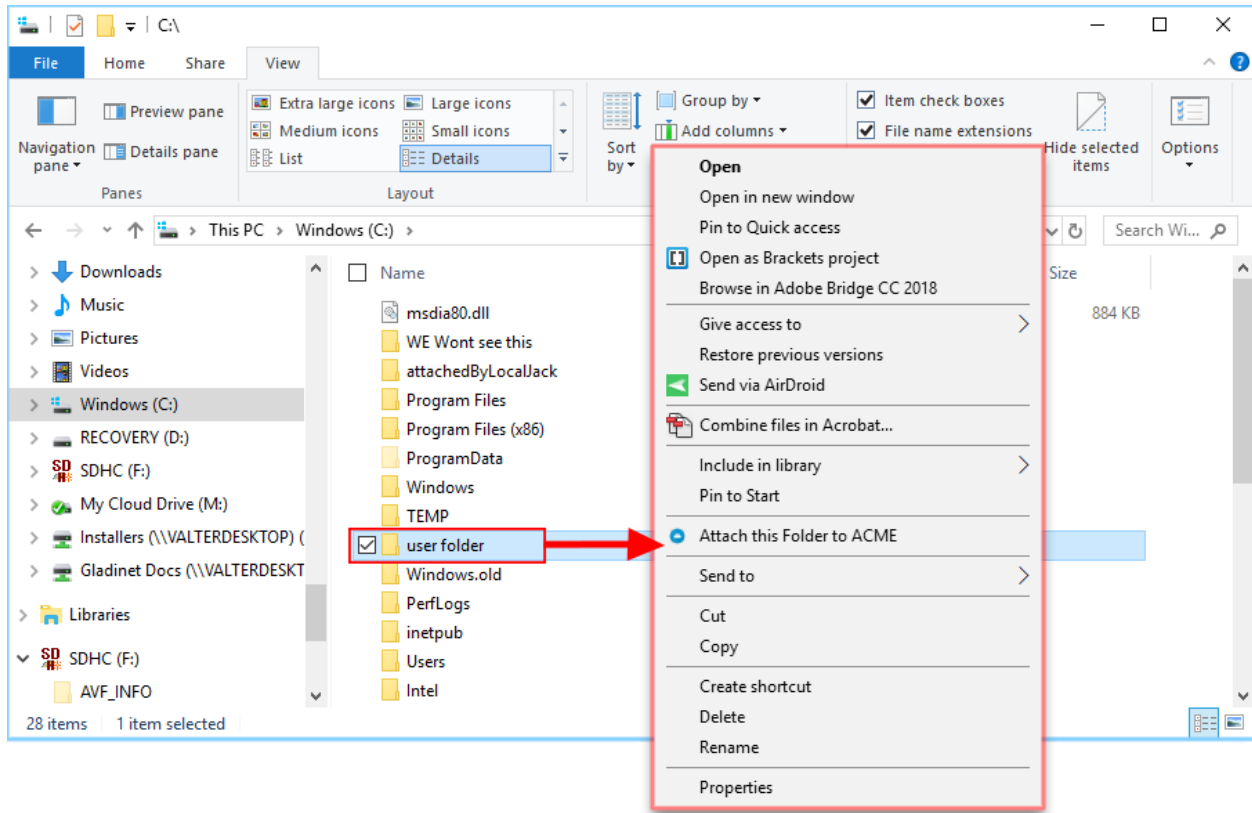 C:\
File Home Share View
Navigation pane
Preview pane
Details pane
Panes
Extra large icons Large icons
Medium icons Small icons
List Details
Layout
Sort by
Group by
Add columns
Item check boxes
File name extensions
Hide selected items
Options
This PC > Windows (C:) >
Search Wi...
Downloads
Music
Pictures
Videos
Windows (C:)
RECOVERY (D:)
SDHC (F:)
My Cloud Drive (M:)
Installers (\\VALTERDESKTOP) (
Gladinet Docs (\\VALTERDESKT
Libraries
SDHC (F:)
AVF_INFO
Name Size
msdia80.dll 884 KB
WE Wont see this
attachedByLocalJack
Program Files
Program Files (x86)
ProgramData
Windows
TEMP
user folder
Windows.old
PerfLogs
inetpub
Users
Intel
28 items 1 item selected
Open
Open in new window
Pin to Quick access
Open as Brackets project
Browse in Adobe Bridge CC 2018
Give access to
Restore previous versions
Send via AirDroid
Combine files in Acrobat...
Include in library
Pin to Start
Attach this Folder to ACME
Send to
Cut
Copy
Create shortcut
Delete
Rename
Properties